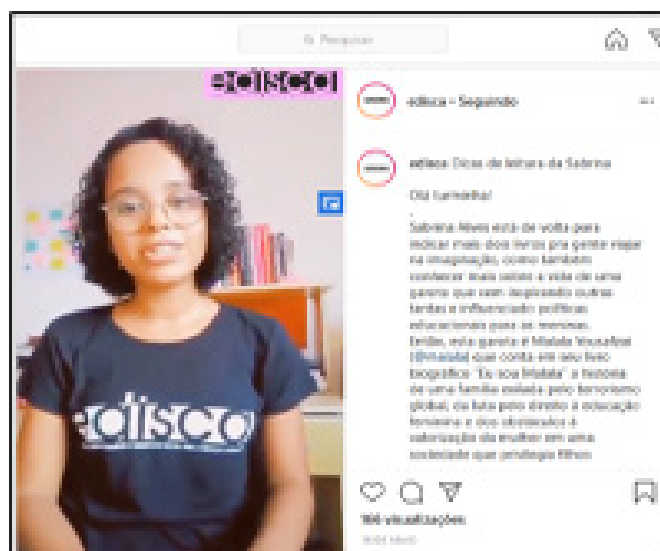 Pesquisar
edisca
edisca • Seguindo
edisca Dicas de leitura da Sabrina
Olá turminha!
.
Sabrina Alves está de volta para
indicar mais dois livros pra gente viajar
na imaginação, como também
conhecer mais sobre a vida de uma
garota que vem inspirando outras
tantas e influenciado políticas
educacionais para as meninas.
Então, esta garota é Malala Yousafzai
(@malala) que conta em seu livro
biográfico "Eu sou Malala" a história
de uma família exilada pelo terrorismo
global, da luta pelo direito à educação
feminina e dos obstáculos à
valorização da mulher em uma
sociedade que privilegia filhos
edisca
visualizações